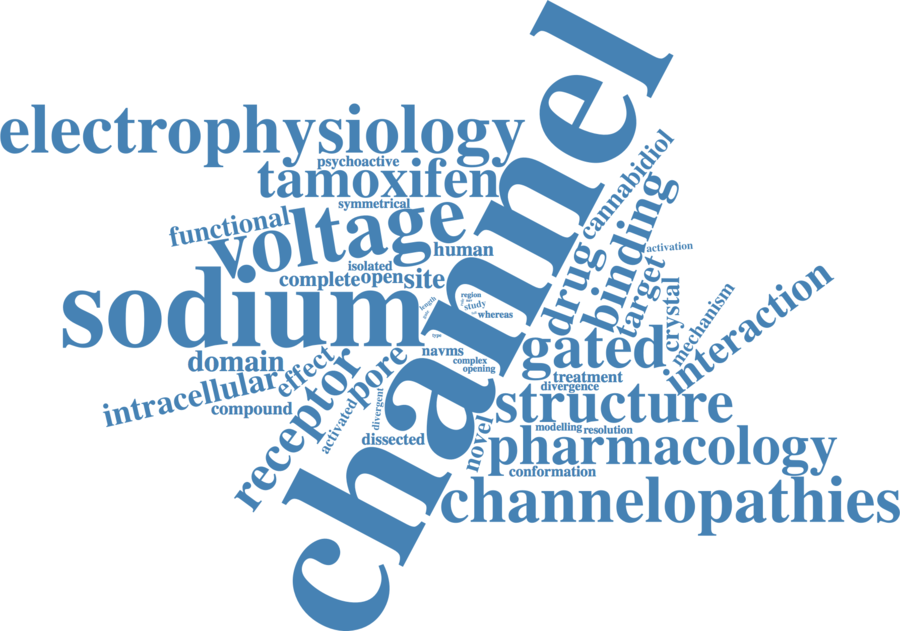 channel
electrophysiology
psychoactive
tamoxifen
symmetrical
functional
voltage
human
isolated
complete
open
site
sodium
cannabidiol
binding
drug
activation
target
crystal
mechanism
interaction
length
region
study
whereas
type
gated
navms
complex
opening
treatment
divergence
domain
effect
receptor
pore
intracellular
compound
activated
divergent
dissected
structure
modelling
resolution
novel
pharmacology
conformation
channelopathies